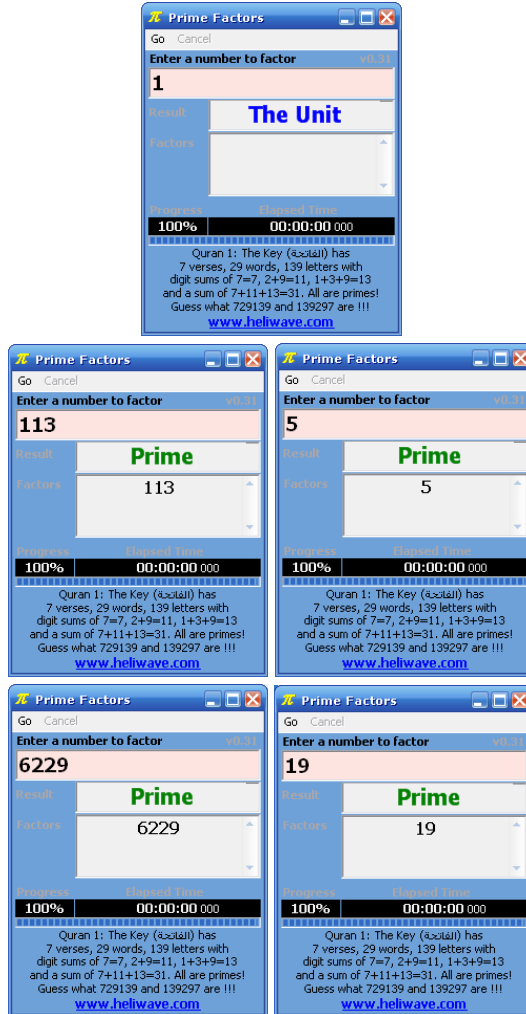 π Prime Factors
Go Cancel
Enter a number to factor v0.31
1
Result The Unit
Factors
Progress Elapsed Time
100% 00:00:00 000
Quran 1: The Key (الفاتحة) has
7 verses, 29 words, 139 letters with
digit sums of 7=7, 2+9=11, 1+3+9=13
and a sum of 7+11+13=31. All are primes!
Guess what 729139 and 139297 are !!!
www.heliwave.com
π Prime Factors
Go Cancel
Enter a number to factor v0.31
113
Result Prime
Factors 113
Progress Elapsed Time
100% 00:00:00 000
Quran 1: The Key (الفاتحة) has
7 verses, 29 words, 139 letters with
digit sums of 7=7, 2+9=11, 1+3+9=13
and a sum of 7+11+13=31. All are primes!
Guess what 729139 and 139297 are !!!
www.heliwave.com
π Prime Factors
Go Cancel
Enter a number to factor v0.31
5
Result Prime
Factors 5
Progress Elapsed Time
100% 00:00:00 000
Quran 1: The Key (الفاتحة) has
7 verses, 29 words, 139 letters with
digit sums of 7=7, 2+9=11, 1+3+9=13
and a sum of 7+11+13=31. All are primes!
Guess what 729139 and 139297 are !!!
www.heliwave.com
π Prime Factors
Go Cancel
Enter a number to factor v0.31
6229
Result Prime
Factors 6229
Progress Elapsed Time
100% 00:00:00 000
Quran 1: The Key (الفاتحة) has
7 verses, 29 words, 139 letters with
digit sums of 7=7, 2+9=11, 1+3+9=13
and a sum of 7+11+13=31. All are primes!
Guess what 729139 and 139297 are !!!
www.heliwave.com
π Prime Factors
Go Cancel
Enter a number to factor v0.31
19
Result Prime
Factors 19
Progress Elapsed Time
100% 00:00:00 000
Quran 1: The Key (الفاتحة) has
7 verses, 29 words, 139 letters with
digit sums of 7=7, 2+9=11, 1+3+9=13
and a sum of 7+11+13=31. All are primes!
Guess what 729139 and 139297 are !!!
www.heliwave.com